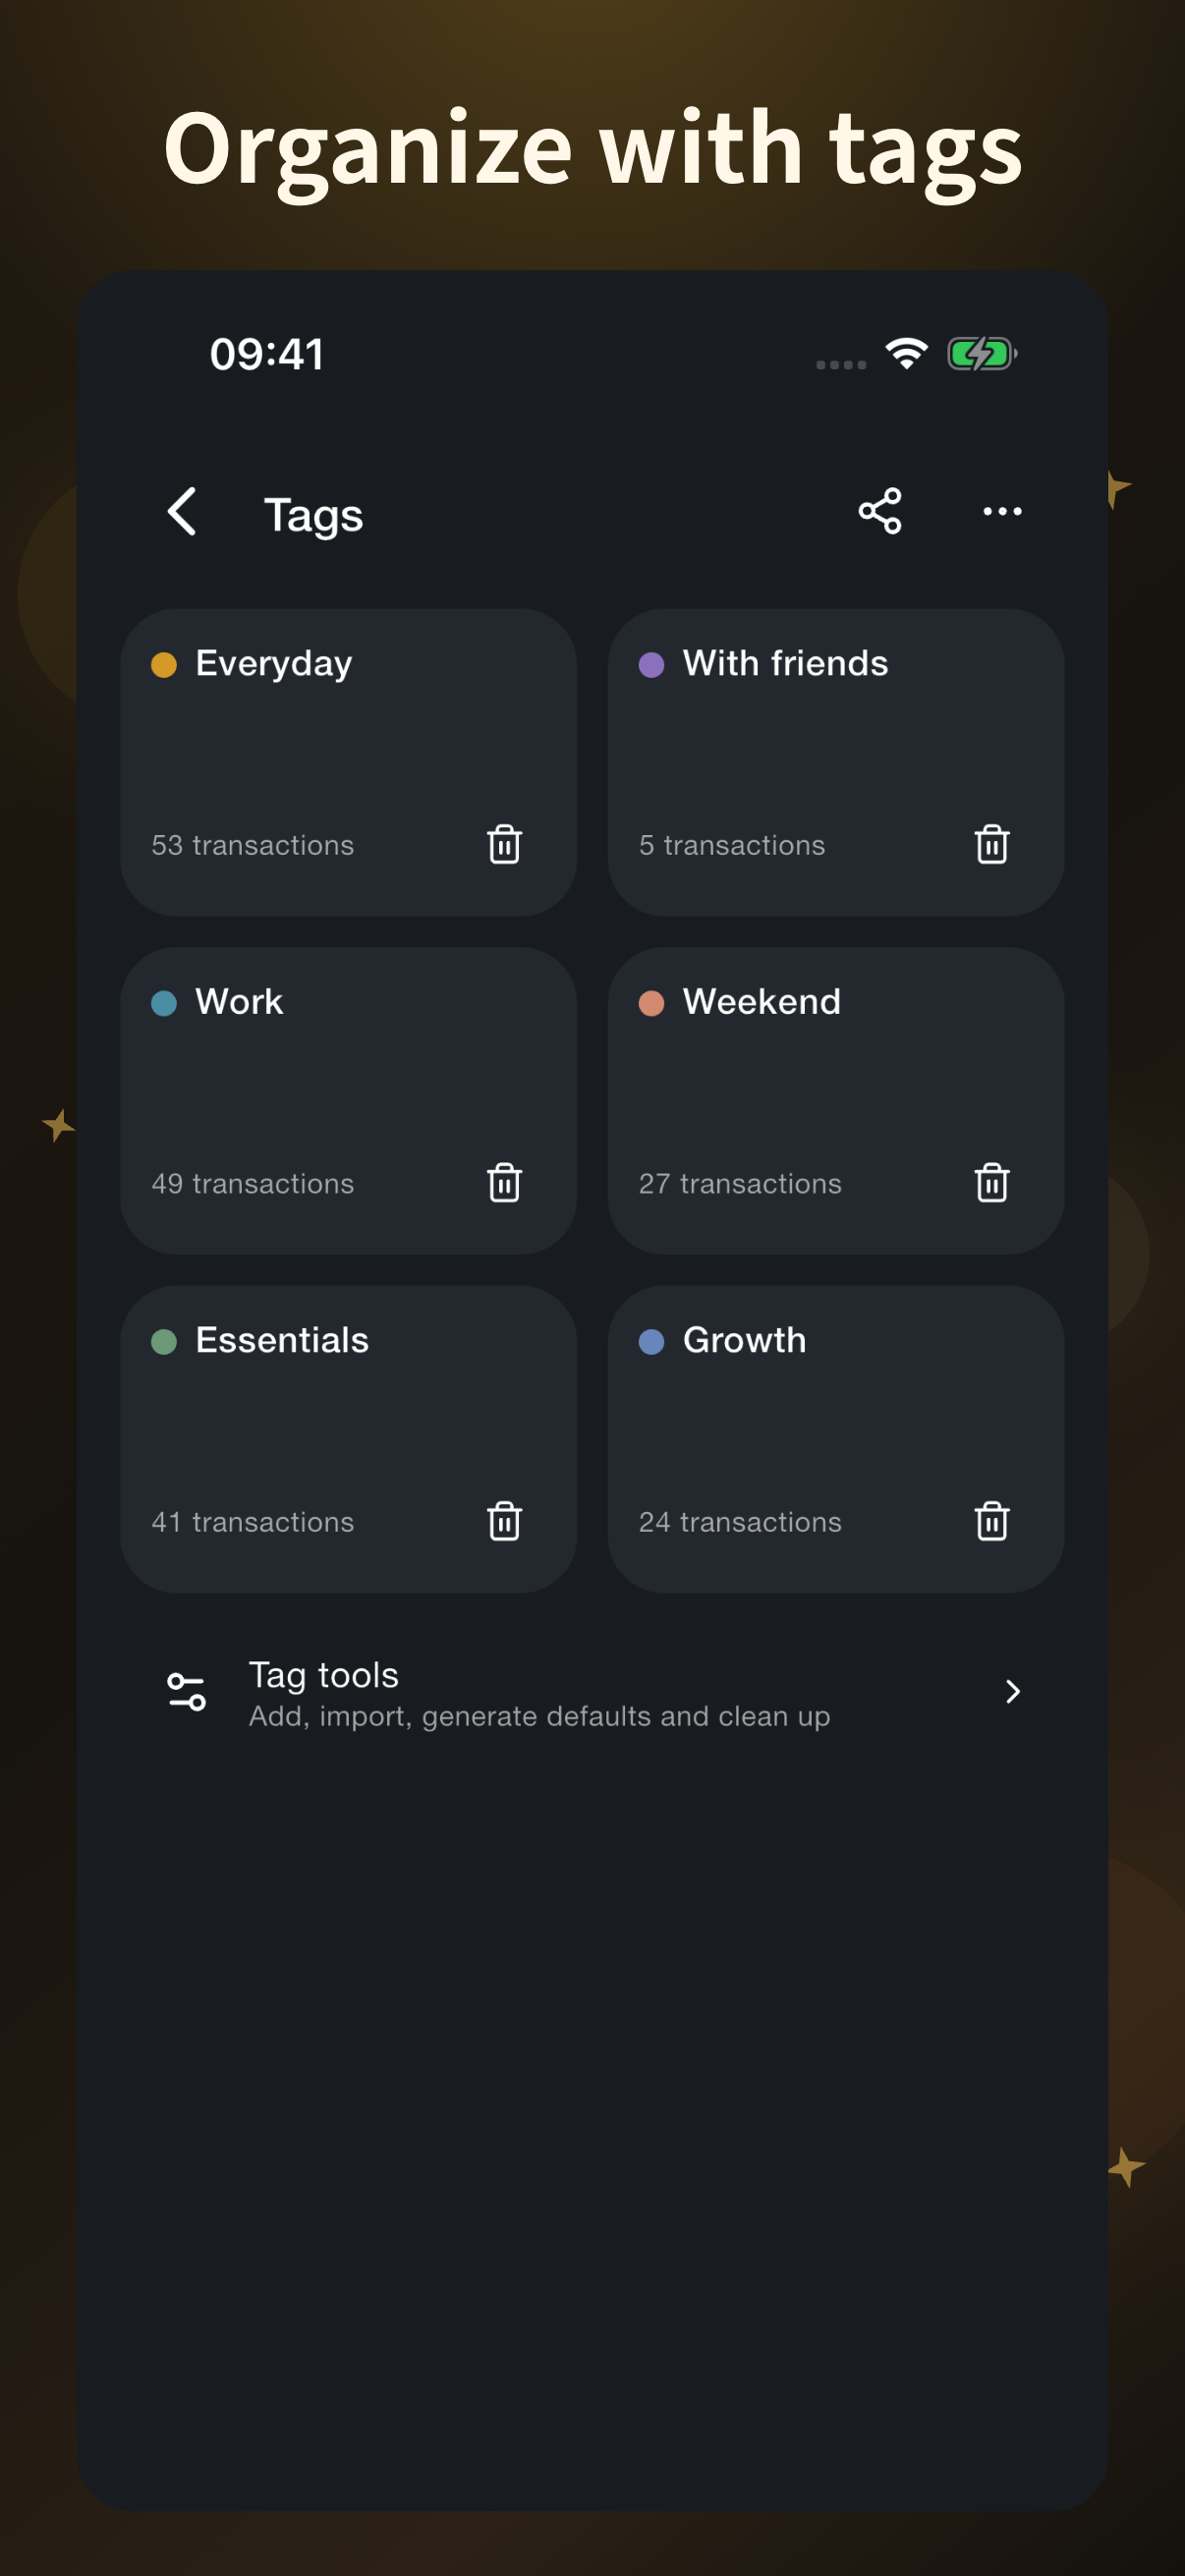 Organize with tags
09:41
Tags
Everyday
With friends
53 transactions
5 transactions
Work
Weekend
49 transactions
27 transactions
Essentials
Growth
41 transactions
24 transactions
Tag tools
Add, import, generate defaults and clean up